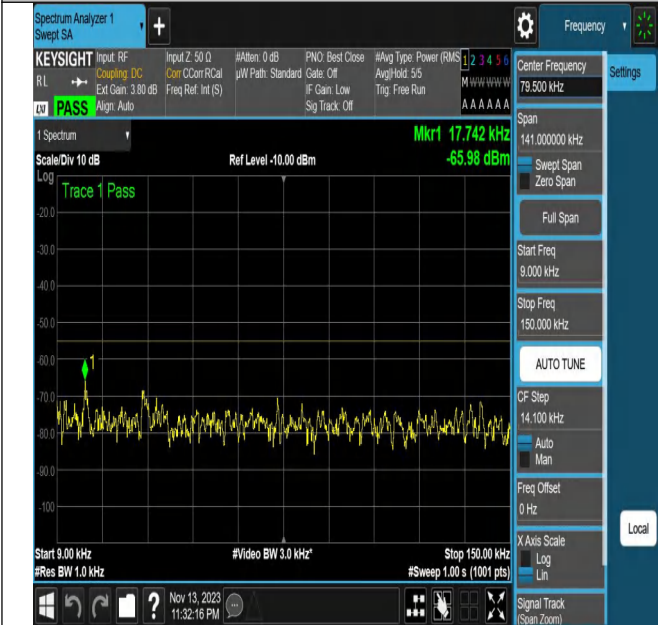 Spectrum Analyzer 1
Swept SA
+
Frequency
KEYSIGHT
RL
LXI
PASS
Input: RF
Coupling: DC
Ext Gain: 3.80 dB
Align: Auto
Input Z: 50 Ω
Corr CCorr RCal
Freq Ref: Int (S)
#Atten: 0 dB
µW Path: Standard
PNO: Best Close
Gate: Off
IF Gain: Low
Sig Track: Off
#Avg Type: Power (RMS
Avg|Hold: 5/5
Trig: Free Run
1 2 3 4 5 6
M W W W W W
A A A A A A
1 Spectrum
Scale/Div 10 dB
Ref Level -10.00 dBm
Mkr1 17.742 kHz
-65.98 dBm
Log
Trace 1 Pass
-20.0
-30.0
-40.0
-50.0
-60.0
-70.0
-80.0
-90.0
-100
1
Start 9.00 kHz
#Res BW 1.0 kHz
#Video BW 3.0 kHz*
Stop 150.00 kHz
#Sweep 1.00 s (1001 pts)
?
Nov 13, 2023
11:32:16 PM
Center Frequency
79.500 kHz
Settings
Span
141.000000 kHz
Swept Span
Zero Span
Full Span
Start Freq
9.000 kHz
Stop Freq
150.000 kHz
AUTO TUNE
CF Step
14.100 kHz
Auto
Man
Freq Offset
0 Hz
X Axis Scale
Log
Lin
Local
Signal Track
(Span Zoom)